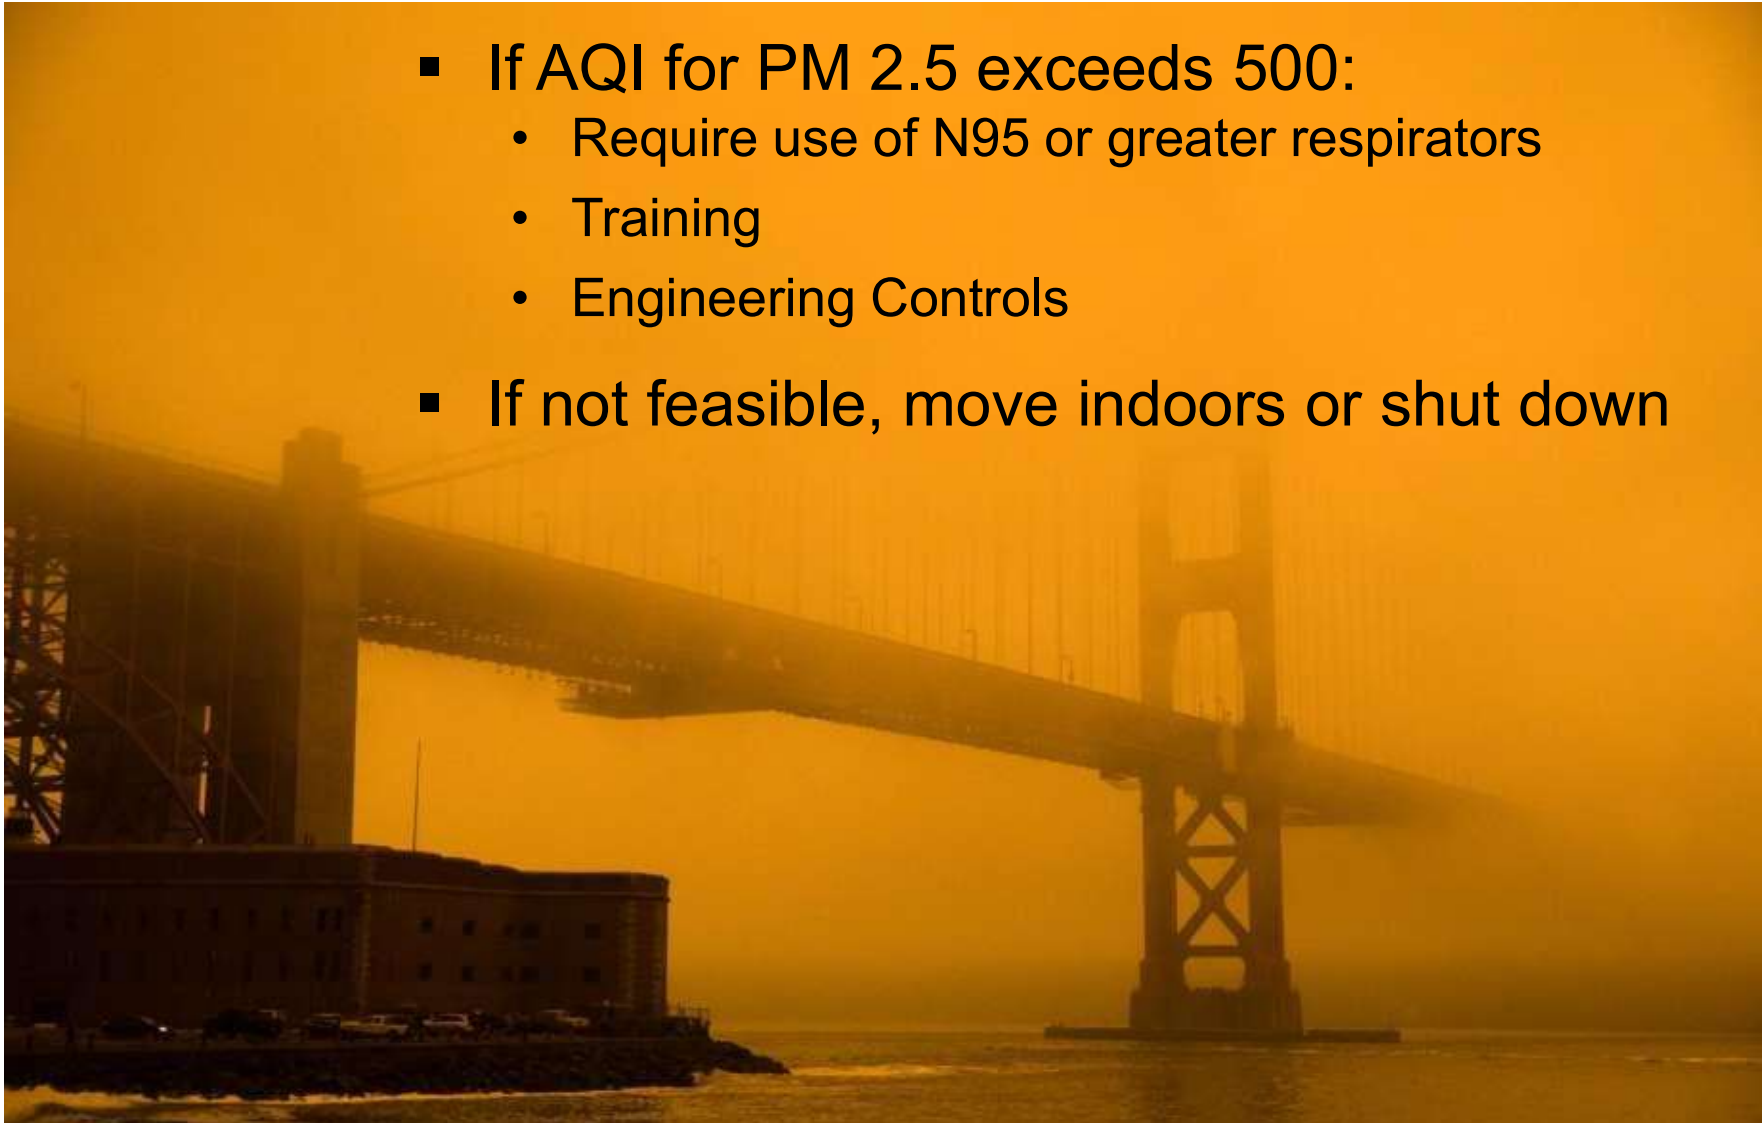 ▪ If AQI for PM 2.5 exceeds 500:
• Require use of N95 or greater respirators
• Training
• Engineering Controls
▪ If not feasible, move indoors or shut down